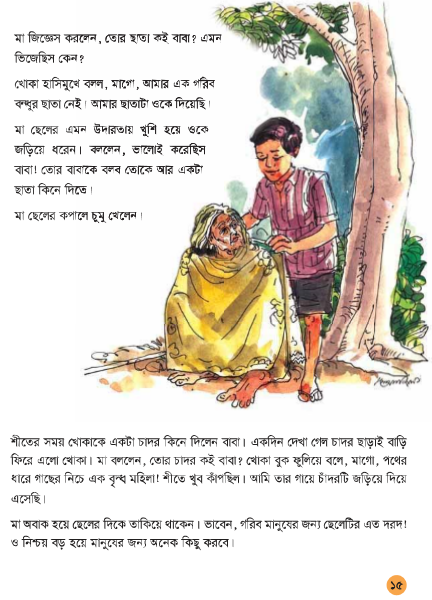 মা জিজ্ঞেস করলেন, তোর ছাতা কই বাবা? এমন
ভিজেছিস কেন?
খোকা হাসিমুখে বলল, মাগো, আমার এক গরিব
বন্ধুর ছাতা নেই। আমার ছাতাটা ওকে দিয়েছি।
মা ছেলের এমন উদারতায় খুশি হয়ে ওকে
জড়িয়ে ধরেন। বললেন, ভালোই করেছিস
বাবা! তোর বাবাকে বলব তোকে আর একটা
ছাতা কিনে দিতে।
মা ছেলের কপালে চুমু খেলেন।
শীতের সময় খোকাকে একটা চাদর কিনে দিলেন বাবা। একদিন দেখা গেল চাদর ছাড়াই বাড়ি
ফিরে এলো খোকা। মা বললেন, তোর চাদর কই বাবা? খোকা বুক ফুলিয়ে বলে, মাগো, পথের
ধারে গাছের নিচে এক বৃদ্ধ মহিলা! শীতে খুব কাঁপছিল। আমি তার গায়ে চাঁদরটি জড়িয়ে দিয়ে
এসেছি।
মা অবাক হয়ে ছেলের দিকে তাকিয়ে থাকেন। ভাবেন, গরিব মানুষের জন্য ছেলেটির এত দরদ!
ও নিশ্চয় বড় হয়ে মানুষের জন্য অনেক কিছু করবে।
১৫